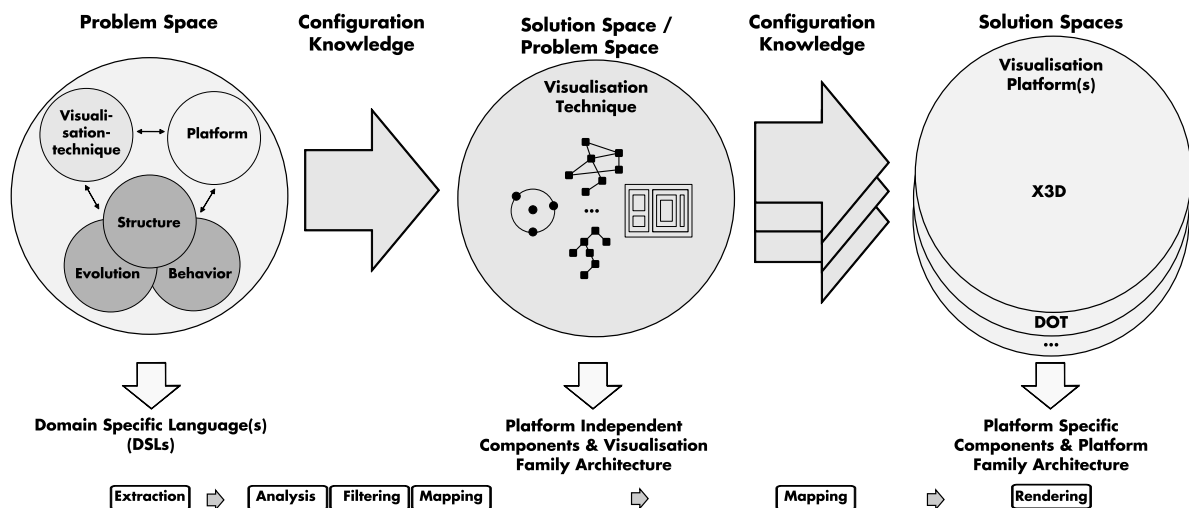 Problem Space
Configuration
Knowledge
Solution Space /
Problem Space
Configuration
Knowledge
Solution Spaces
Visuali-
sation-
technique
Platform
Structure
Evolution
Behavior
Visualisation
Technique
...
Visualisation
Platform(s)
X3D
DOT
...
Domain Specific Language(s)
(DSLs)
Platform Independent
Components & Visualisation
Family Architecture
Platform Specific
Components & Platform
Family Architecture
Extraction
Analysis
Filtering
Mapping
Mapping
Rendering